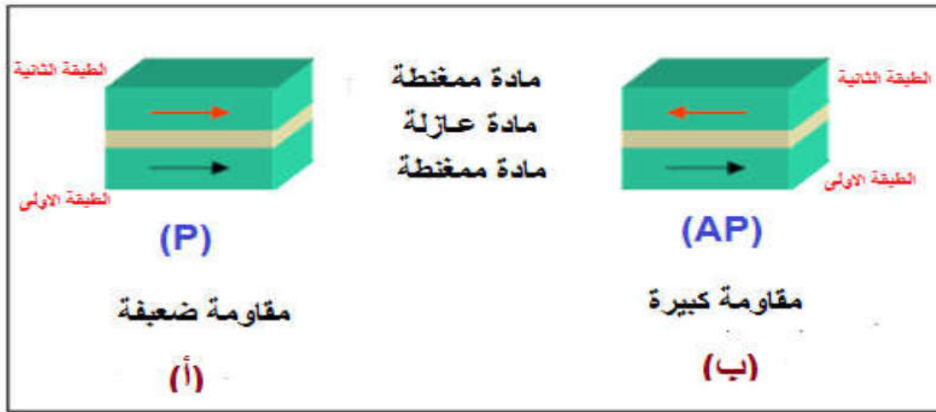 الطبقة الثانية
مادة ممغنطة
الطبقة الثانية
مادة عازلة
مادة ممغنطة
الطبقة الاولى
الطبقة الاولى
(AP)
(P)
مقاومة كبيرة
مقاومة ضعيفة
(ب)
(أ)